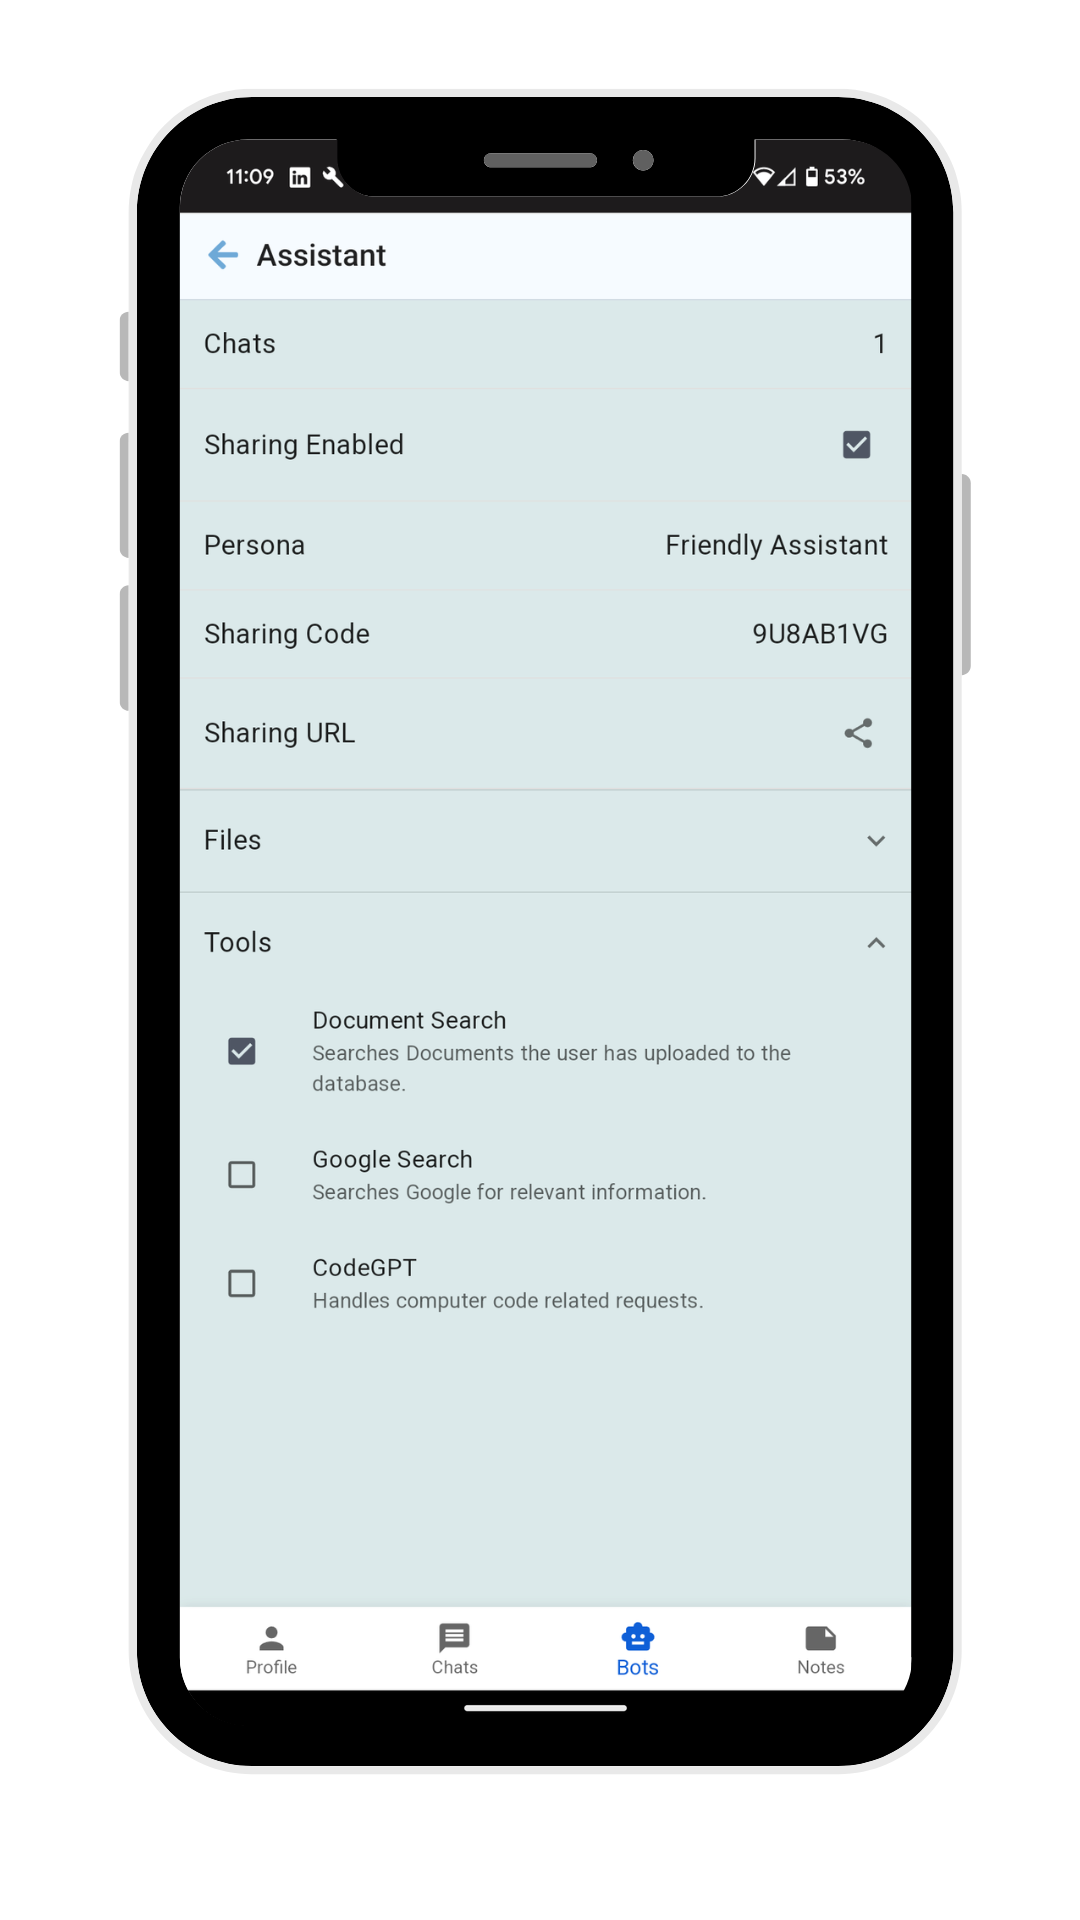 11:09 in 53%
Assistant
Chats 1
Sharing Enabled
Persona Friendly Assistant
Sharing Code 9U8AB1VG
Sharing URL
Files
Tools
Document Search
Searches Documents the user has uploaded to the
database.
Google Search
Searches Google for relevant information.
CodeGPT
Handles computer code related requests.
Profile Chats Bots Notes